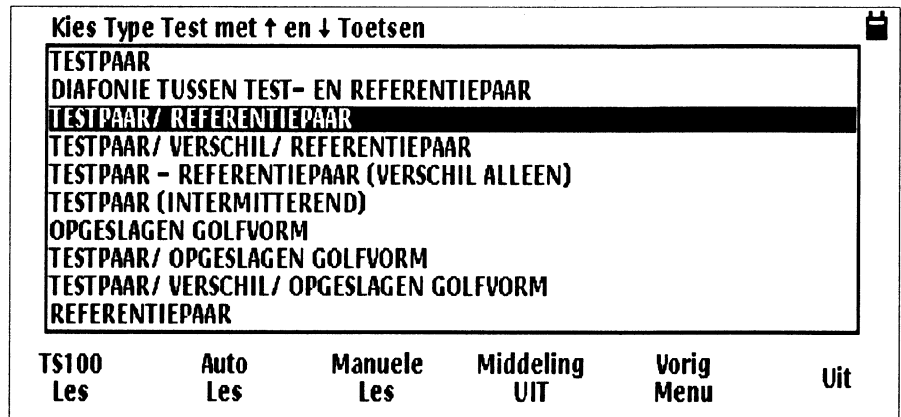 Kies Type Test met ↑ en ↓ Toetsen
TESTPAAR
DIAFONIE TUSSEN TEST- EN REFERENTIEPAAR
TESTPAAR/ REFERENTIEPAAR
TESTPAAR/ VERSCHIL/ REFERENTIEPAAR
TESTPAAR - REFERENTIEPAAR (VERSCHIL ALLEEN)
TESTPAAR (INTERMITTEREND)
OPGESLAGEN GOLFVORM
TESTPAAR/ OPGESLAGEN GOLFVORM
TESTPAAR/ VERSCHIL/ OPGESLAGEN GOLFVORM
REFERENTIEPAAR
TS100 Auto Manuele Middeling Vorig Uit
Les Les Les UIT Menu